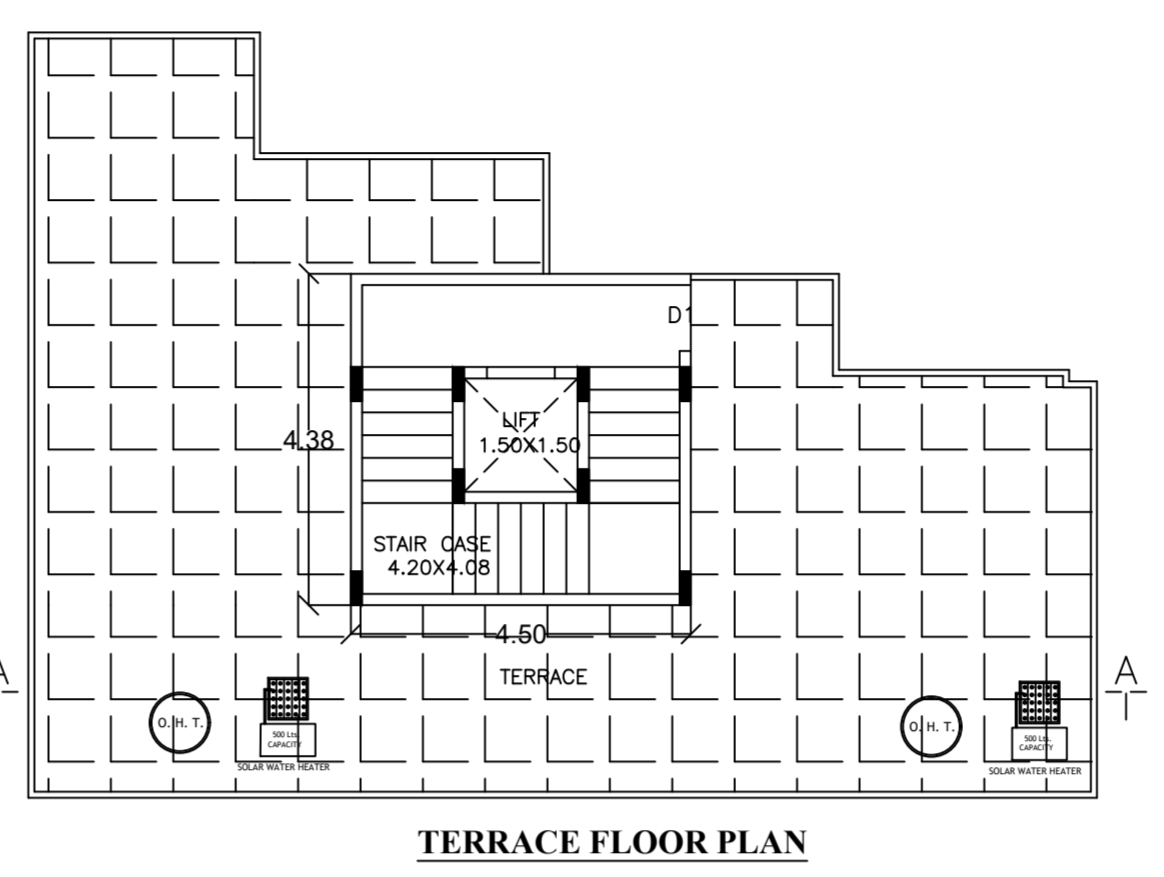 D1
4.38
LIFT
1.50X1.50
STAIR CASE
4.20X4.08
4.50
TERRACE
A
A
O. H. T.
500 Lts.
CAPACITY
SOLAR WATER HEATER
O. H. T.
500 Lts.
CAPACITY
SOLAR WATER HEATER
TERRACE FLOOR PLAN